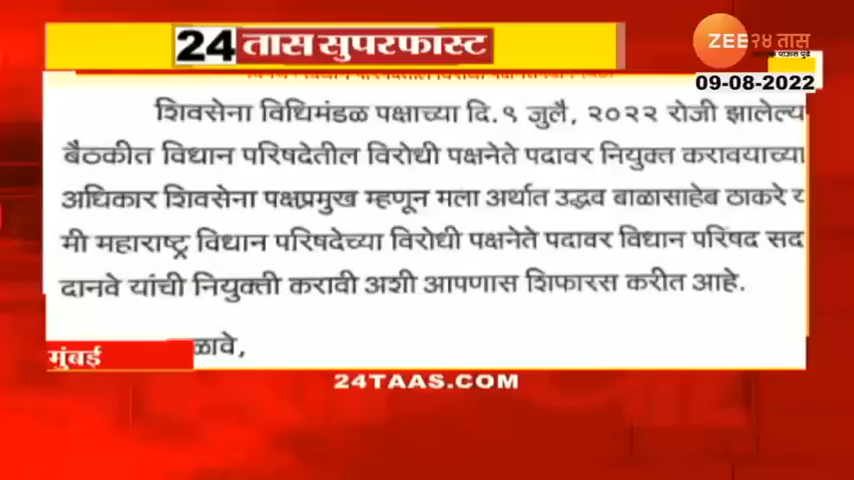 24 तास सुपरफास्ट
ZEE २४ तास
09-08-2022
शिवसेना विधिमंडळ पक्षाच्या दि.९ जुलै, २०२२ रोजी झालेल्य
बैठकीत विधान परिषदेतील विरोधी पक्षनेते पदावर नियुक्त करावयाच्या
अधिकार शिवसेना पक्षप्रमुख म्हणून मला अर्थात उद्धव बाळासाहेब ठाकरे
मी महाराष्ट्र विधान परिषदेच्या विरोधी पक्षनेते पदावर विधान परिषद सद
दानवे यांची नियुक्ती करावी अशी आपणास शिफारस करीत आहे.
ळावे,
मुंबई
24TAAS.COM